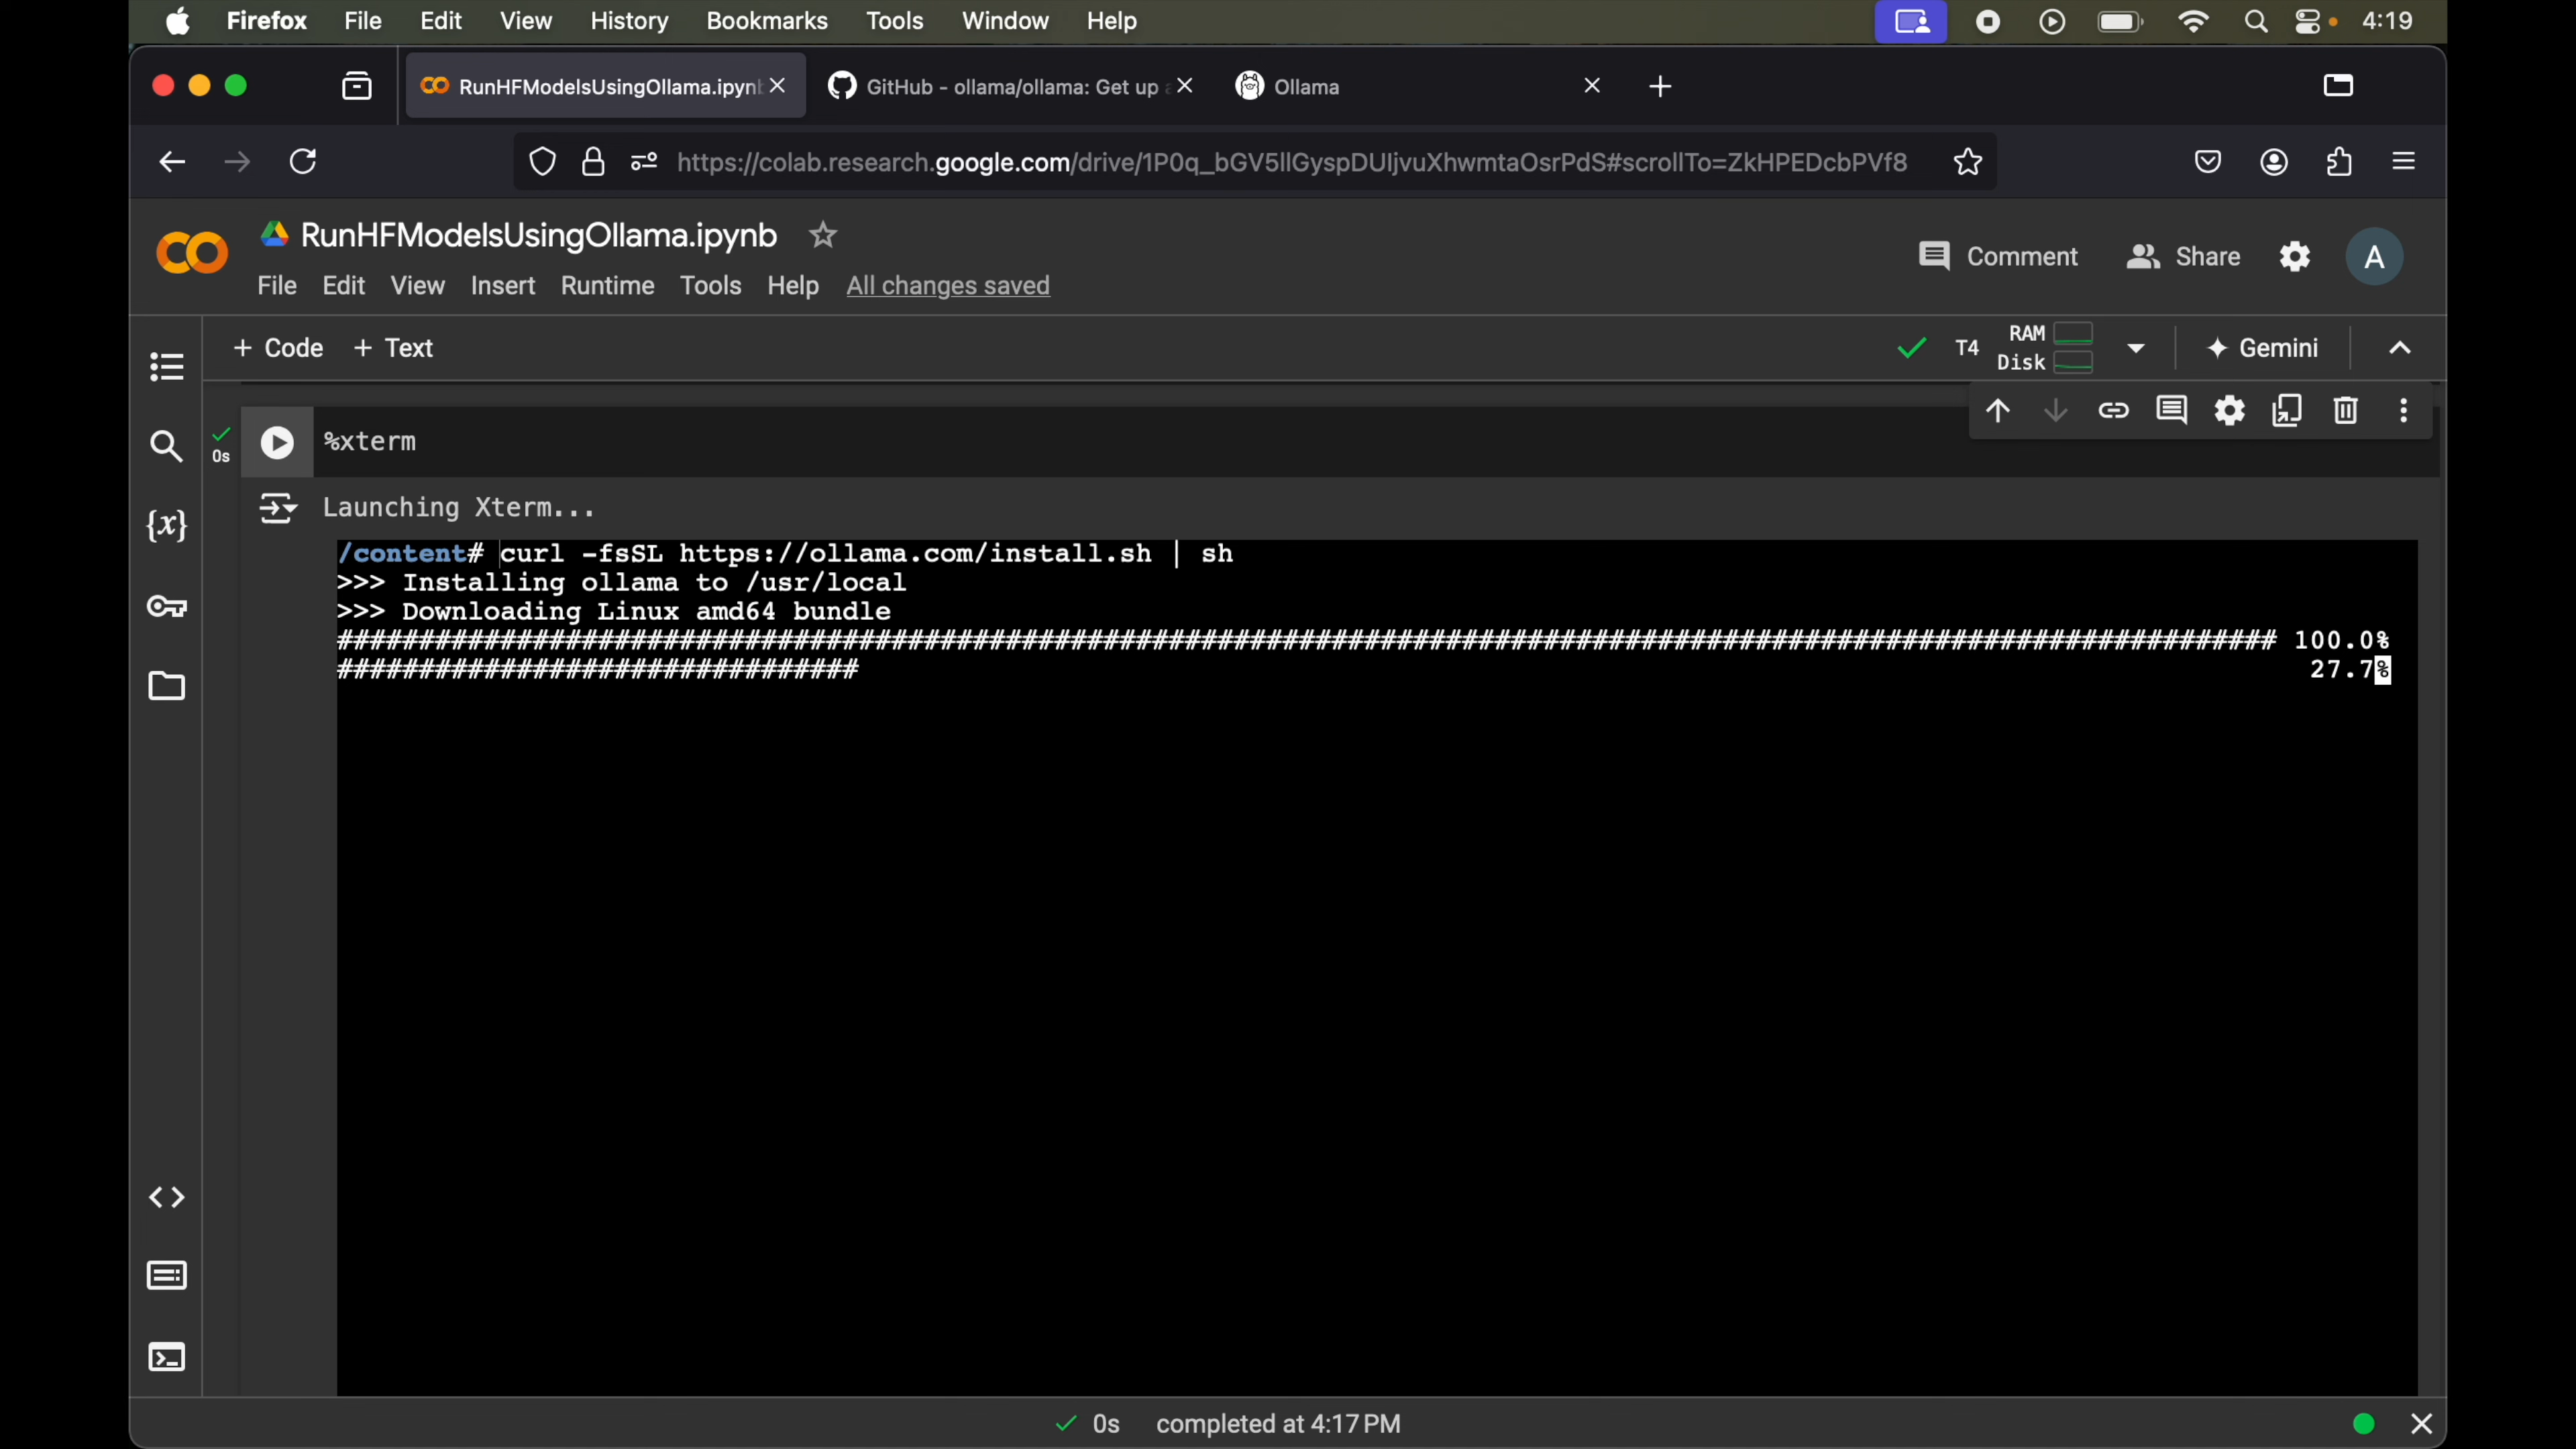 Firefox File Edit View History Bookmarks Tools Window Help 4:19
RunHFModelsUsingOllama.ipynb GitHub - ollama/ollama: Get up a Ollama
https://colab.research.google.com/drive/1P0q_bGV5llGyspDUIjvuXhwmtaOsrPdS#scrollTo=ZkHPEDcbPVf8
RunHFModelsUsingOllama.ipynb
Comment Share A
File Edit View Insert Runtime Tools Help All changes saved
+ Code + Text T4 RAM Disk Gemini
%xterm
0s
{x}
Launching Xterm...
/content# curl -fsSL https://ollama.com/install.sh | sh
>>> Installing ollama to /usr/local
>>> Downloading Linux amd64 bundle
100.0%
27.7%
0s completed at 4:17 PM